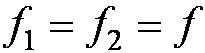 f₁ = f₂ = f